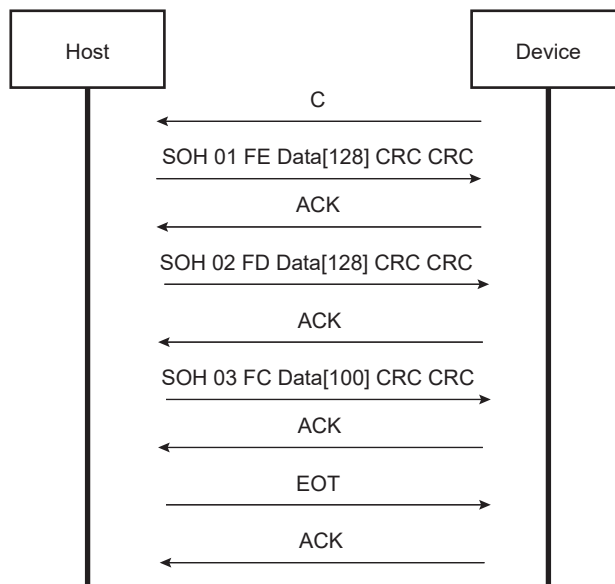 Host
Device
C
SOH 01 FE Data[128] CRC CRC
ACK
SOH 02 FD Data[128] CRC CRC
ACK
SOH 03 FC Data[100] CRC CRC
ACK
EOT
ACK